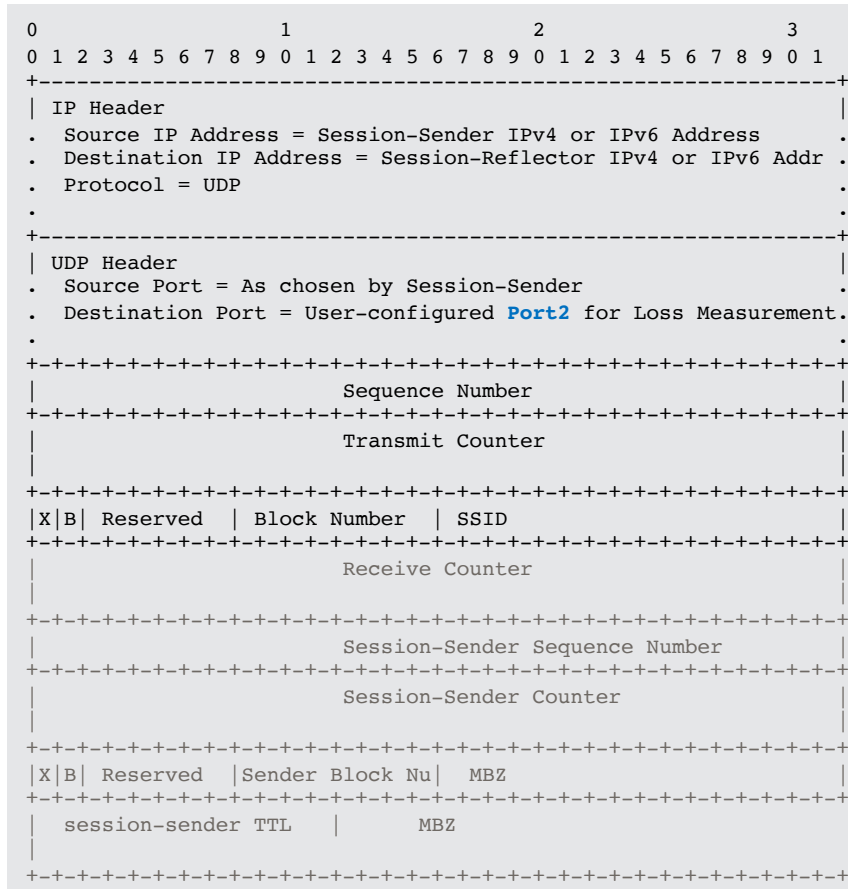 0                   1                   2                   3
0 1 2 3 4 5 6 7 8 9 0 1 2 3 4 5 6 7 8 9 0 1 2 3 4 5 6 7 8 9 0 1
+---------------------------------------------------------------+
| IP Header                                                     |
.  Source IP Address = Session-Sender IPv4 or IPv6 Address      .
.  Destination IP Address = Session-Reflector IPv4 or IPv6 Addr .
.  Protocol = UDP                                               .
.                                                               .
+---------------------------------------------------------------+
| UDP Header                                                    |
.  Source Port = As chosen by Session-Sender                    .
.  Destination Port = User-configured Port2 for Loss Measurement.
.                                                               .
+-+-+-+-+-+-+-+-+-+-+-+-+-+-+-+-+-+-+-+-+-+-+-+-+-+-+-+-+-+-+-+-+
|                        Sequence Number                        |
+-+-+-+-+-+-+-+-+-+-+-+-+-+-+-+-+-+-+-+-+-+-+-+-+-+-+-+-+-+-+-+-+
|                        Transmit Counter                       |
|                                                               |
+-+-+-+-+-+-+-+-+-+-+-+-+-+-+-+-+-+-+-+-+-+-+-+-+-+-+-+-+-+-+-+-+
|X|B| Reserved  | Block Number  | SSID                          |
+-+-+-+-+-+-+-+-+-+-+-+-+-+-+-+-+-+-+-+-+-+-+-+-+-+-+-+-+-+-+-+-+
|                        Receive Counter                        |
|                                                               |
+-+-+-+-+-+-+-+-+-+-+-+-+-+-+-+-+-+-+-+-+-+-+-+-+-+-+-+-+-+-+-+-+
|                        Session-Sender Sequence Number         |
+-+-+-+-+-+-+-+-+-+-+-+-+-+-+-+-+-+-+-+-+-+-+-+-+-+-+-+-+-+-+-+-+
|                        Session-Sender Counter                 |
|                                                               |
+-+-+-+-+-+-+-+-+-+-+-+-+-+-+-+-+-+-+-+-+-+-+-+-+-+-+-+-+-+-+-+-+
|X|B| Reserved  |Sender Block Nu|  MBZ                          |
+-+-+-+-+-+-+-+-+-+-+-+-+-+-+-+-+-+-+-+-+-+-+-+-+-+-+-+-+-+-+-+-+
|  session-sender TTL   |      MBZ
|
+-+-+-+-+-+-+-+-+-+-+-+-+-+-+-+-+-+-+-+-+-+-+-+-+-+-+-+-+-+-+-+-+